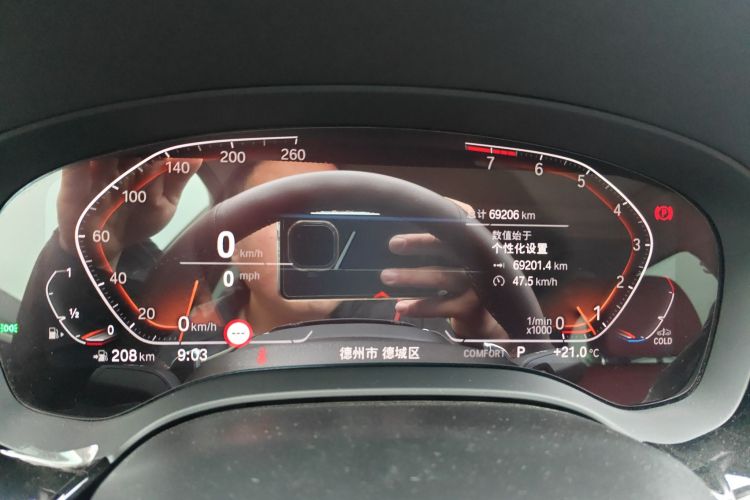 140 200 260
100
60
40
20
0 km/h
0 km/h
0 mph
1
½
0
7 6 5
4
3
2
1
0
1/min
x1000
总计 69206 km
数值始于
个性化设置
69201.4 km
47.5 km/h
COLD
208 km
9:03
德州市 德城区
COMFORT P
+21.0 °C